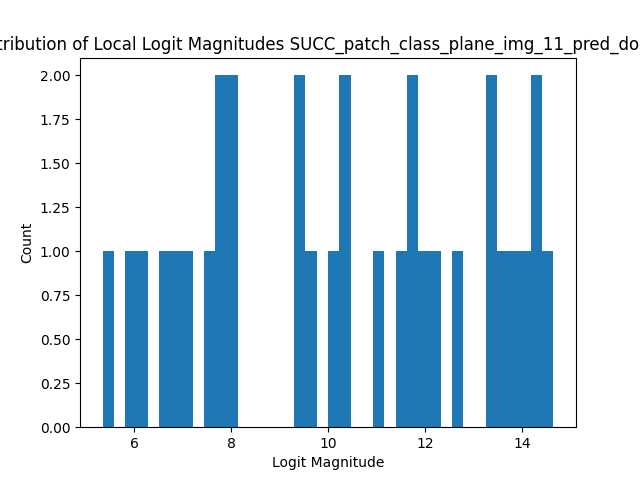 tribution of Local Logit Magnitudes SUCC_patch_class_plane_img_11_pred_do
2.00
1.75
1.50
1.25
1.00
0.75
0.50
0.25
0.00
Count
6 8 10 12 14
Logit Magnitude